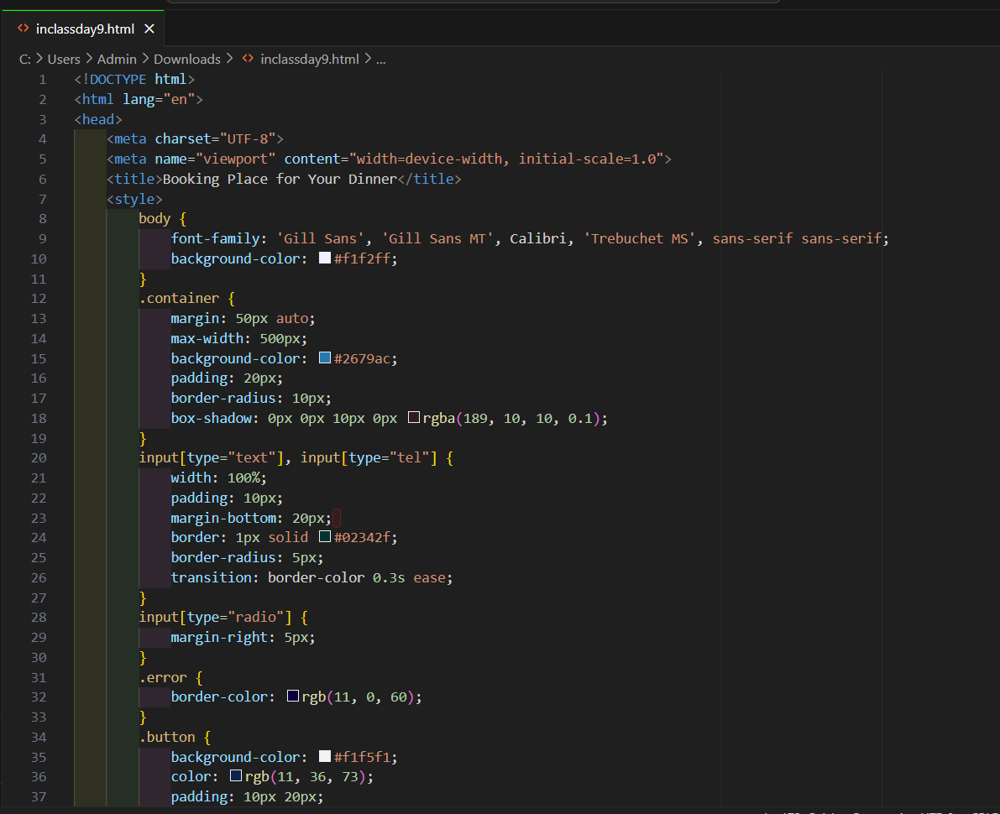 inclassday9.html
C: > Users > Admin > Downloads > inclassday9.html > ...
1 <!DOCTYPE html>
2 <html lang="en">
3 <head>
4 <meta charset="UTF-8">
5 <meta name="viewport" content="width=device-width, initial-scale=1.0">
6 <title>Booking Place for Your Dinner</title>
7 <style>
8 body {
9 font-family: 'Gill Sans', 'Gill Sans MT', Calibri, 'Trebuchet MS', sans-serif sans-serif;
10 background-color: #f1f2ff;
11 }
12 .container {
13 margin: 50px auto;
14 max-width: 500px;
15 background-color: #2679ac;
16 padding: 20px;
17 border-radius: 10px;
18 box-shadow: 0px 0px 10px 0px rgba(189, 10, 10, 0.1);
19 }
20 input[type="text"], input[type="tel"] {
21 width: 100%;
22 padding: 10px;
23 margin-bottom: 20px;
24 border: 1px solid #02342f;
25 border-radius: 5px;
26 transition: border-color 0.3s ease;
27 }
28 input[type="radio"] {
29 margin-right: 5px;
30 }
31 .error {
32 border-color: rgb(11, 0, 60);
33 }
34 .button {
35 background-color: #f1f5f1;
36 color: rgb(11, 36, 73);
37 padding: 10px 20px;